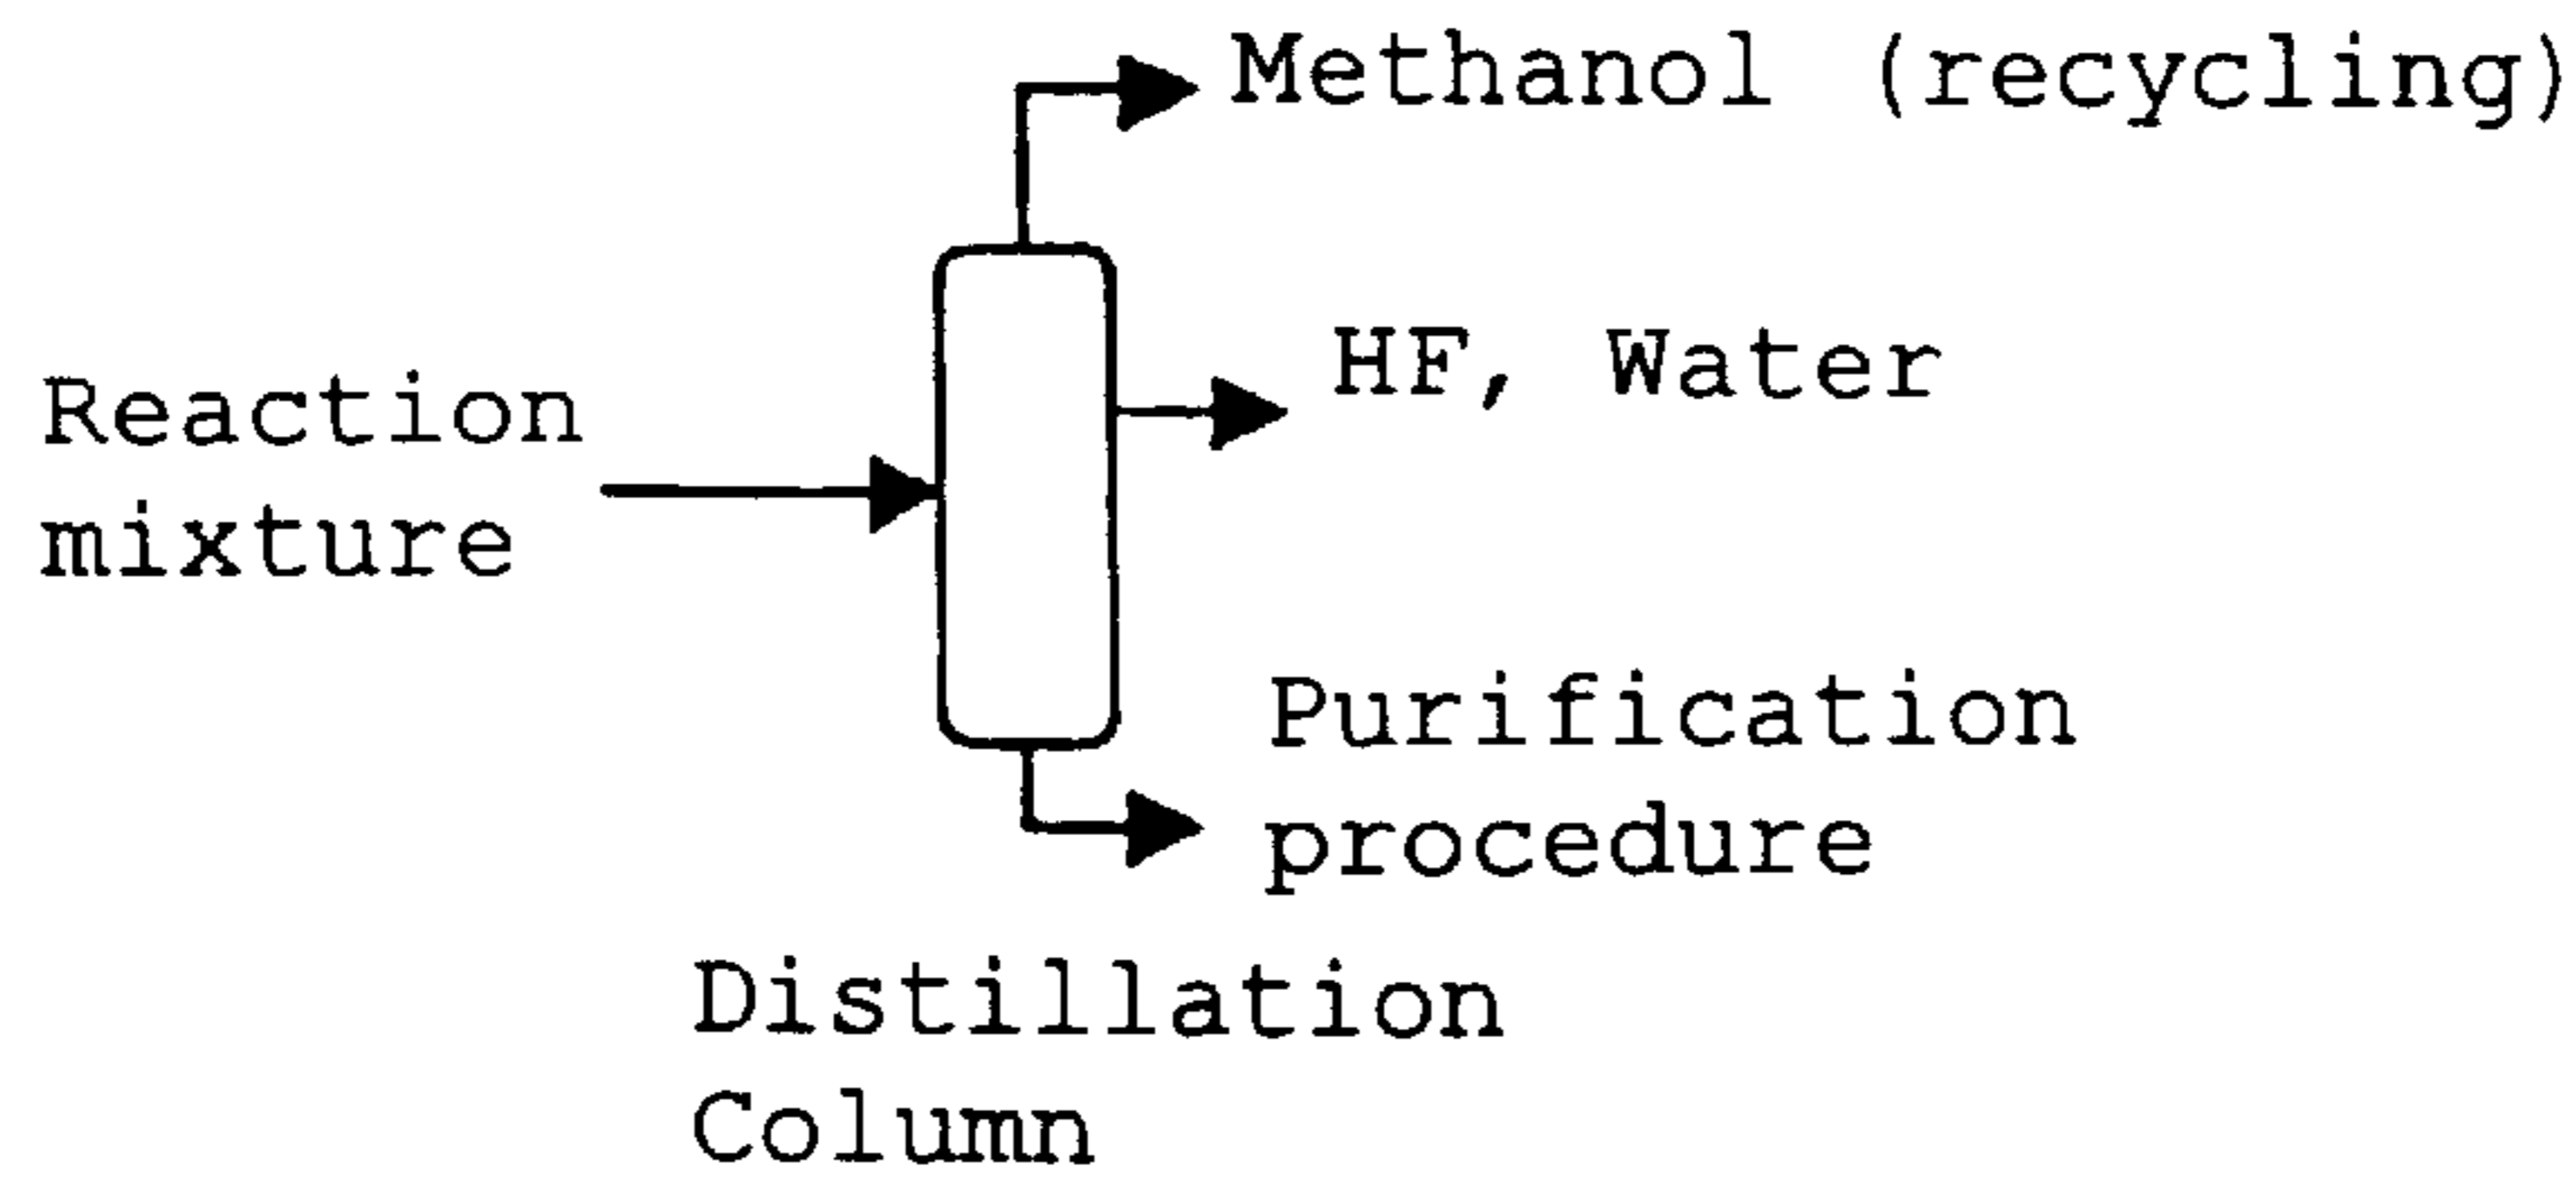 Methanol (recycling)
HF, Water
Reaction
mixture
Purification
procedure
Distillation
Column